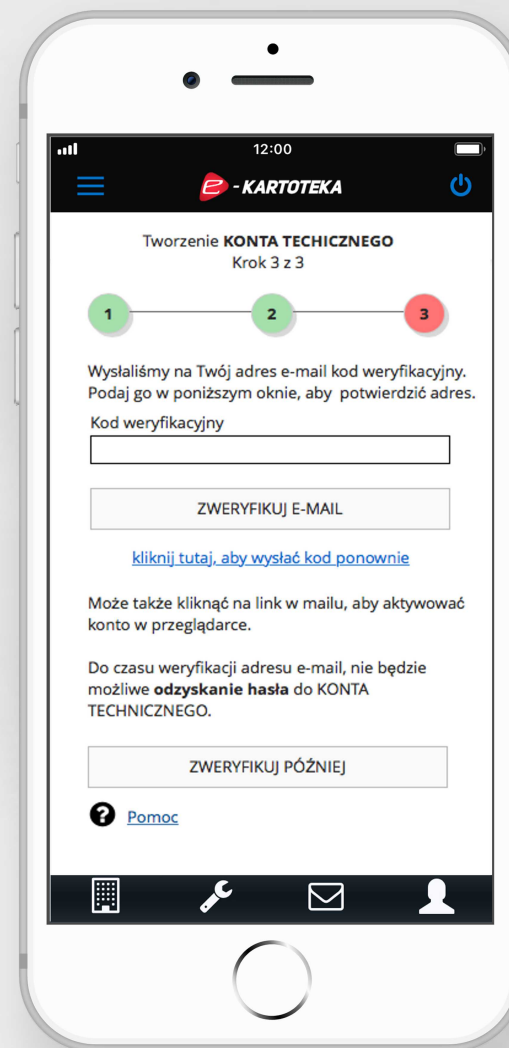 12:00
e - KARTOTEKA
Tworzenie KONTA TECHICZNEGO
Krok 3 z 3
1 2 3
Wysłaliśmy na Twój adres e-mail kod weryfikacyjny.
Podaj go w poniższym oknie, aby potwierdzić adres.
Kod weryfikacyjny
ZWERYFIKUJ E-MAIL
kliknij tutaj, aby wysłać kod ponownie
Może także kliknąć na link w mailu, aby aktywować
konto w przeglądarce.
Do czasu weryfikacji adresu e-mail, nie będzie
możliwe odzyskanie hasła do KONTA
TECHNICZNEGO.
ZWERYFIKUJ PÓŹNIEJ
? Pomoc